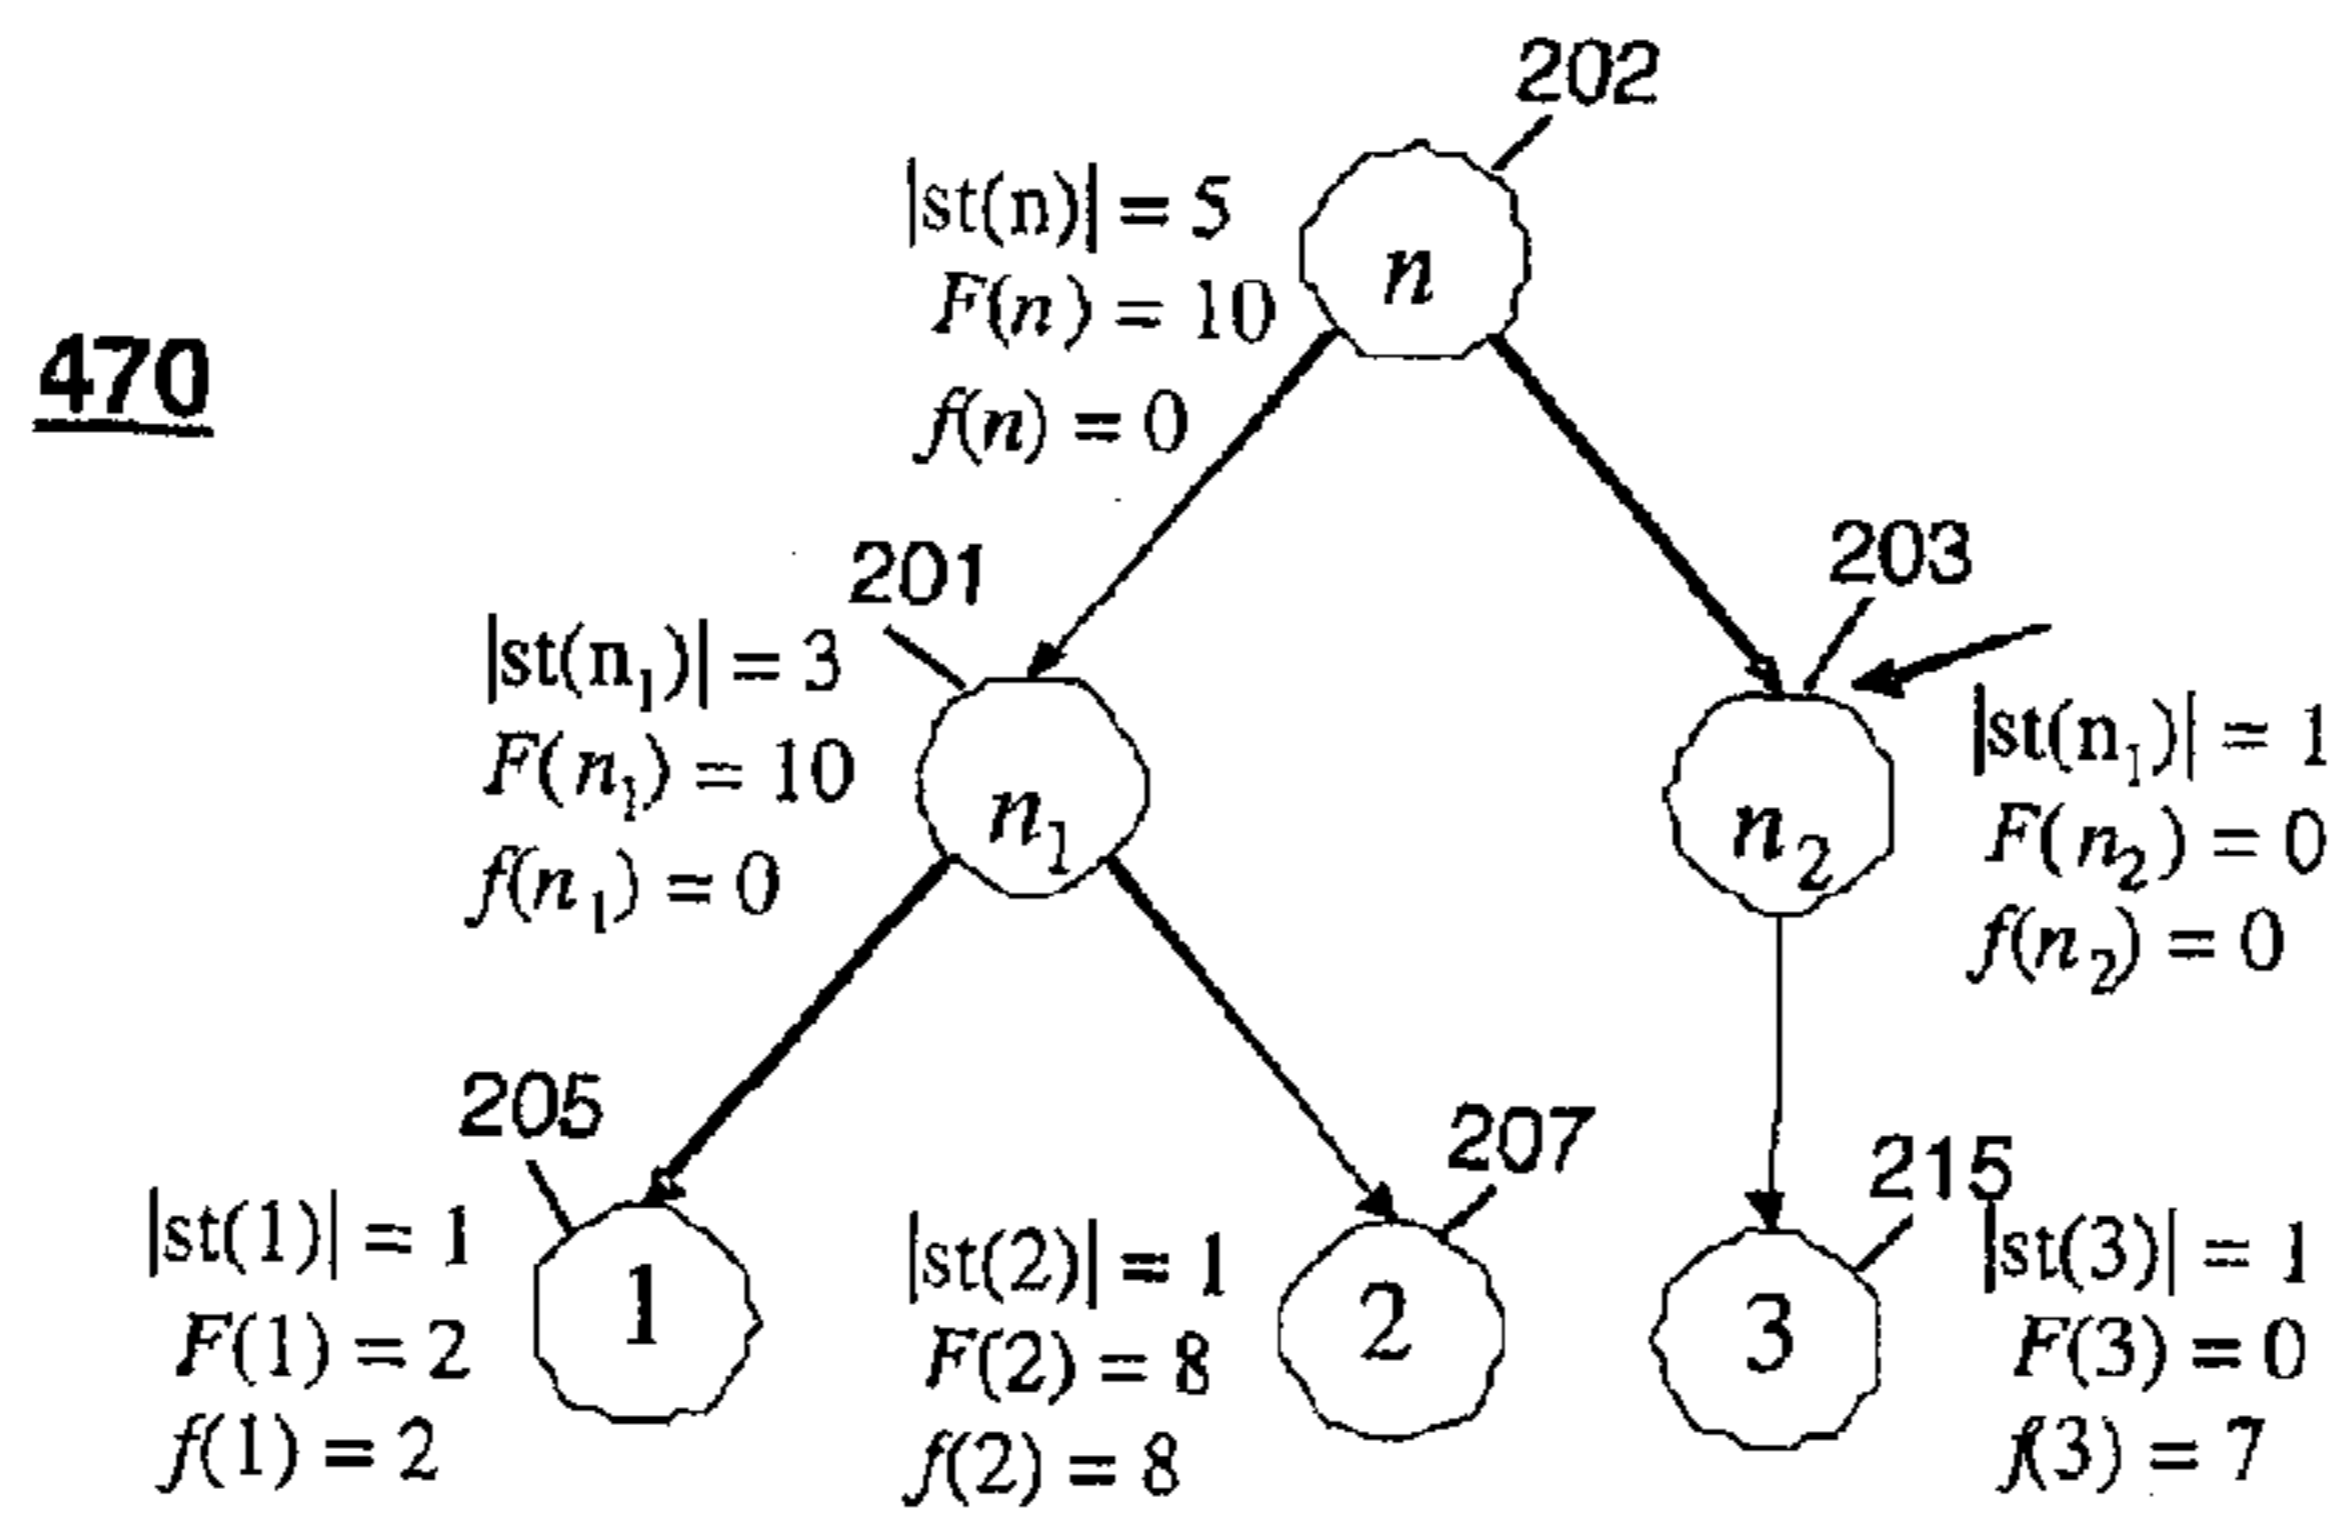 202
|st(n)| = 5
F(n) = 10
f(n) = 0
n
470
201
203
|st(n₁)| = 3
F(n₁) = 10
f(n₁) = 0
n₁
n₂
|st(n₁)| = 1
F(n₂) = 0
f(n₂) = 0
205
207
215
|st(1)| = 1
F(1) = 2
f(1) = 2
1
|st(2)| = 1
F(2) = 8
f(2) = 8
2
3
|st(3)| = 1
F(3) = 0
f(3) = 7